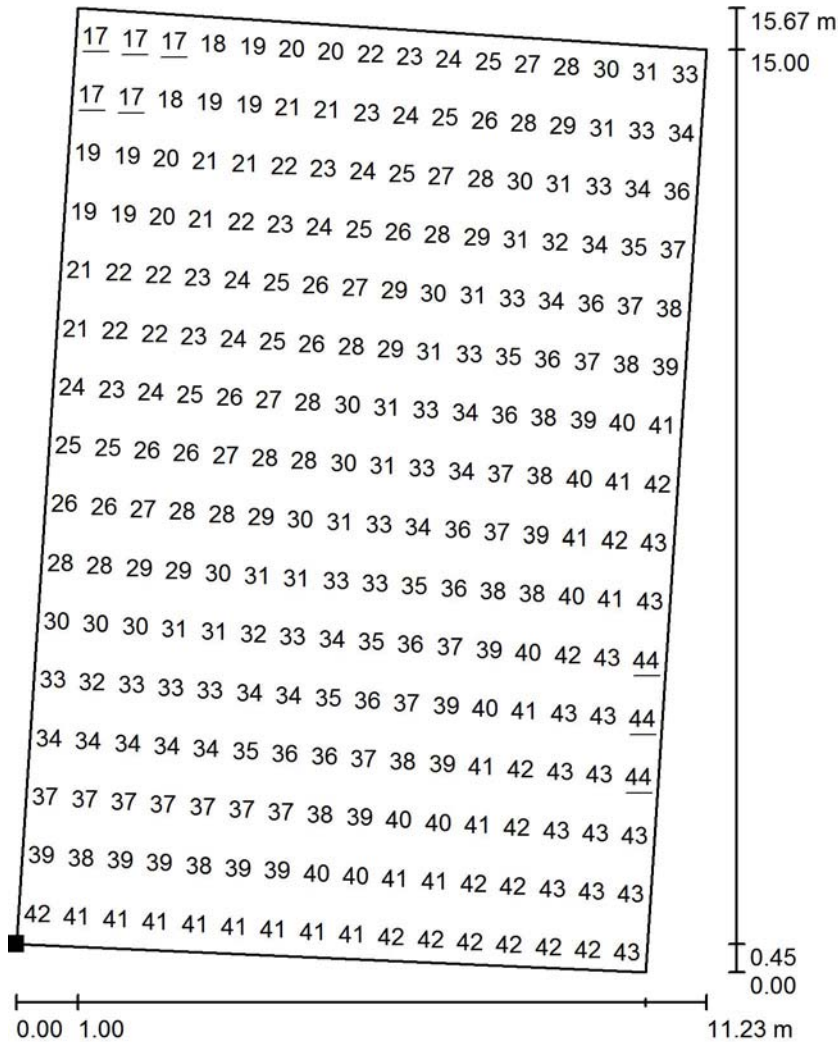 17 17 17 18 19 20 20 22 23 24 25 27 28 30 31 33
15.67 m
15.00
17 17 18 19 19 21 21 23 24 25 26 28 29 31 33 34
19 19 20 21 21 22 23 24 25 27 28 30 31 33 34 36
19 19 20 21 22 23 24 25 26 28 29 31 32 34 35 37
21 22 22 23 24 25 26 27 29 30 31 33 34 36 37 38
21 22 22 23 24 25 26 28 29 31 33 35 36 37 38 39
24 23 24 25 26 27 28 30 31 33 34 36 38 39 40 41
25 25 26 26 27 28 28 30 31 33 34 37 38 40 41 42
26 26 27 28 28 29 30 31 33 34 36 37 39 41 42 43
28 28 29 29 30 31 31 33 33 35 36 38 38 40 41 43
30 30 30 31 31 32 33 34 35 36 37 39 40 42 43 44
33 32 33 33 33 34 34 35 36 37 39 40 41 43 43 44
34 34 34 34 34 35 36 36 37 38 39 41 42 43 43 44
37 37 37 37 37 37 37 38 39 40 40 41 42 43 43 43
39 38 39 39 38 39 39 40 40 41 41 42 42 43 43 43
42 41 41 41 41 41 41 41 41 42 42 42 42 42 42 43
0.45
0.00
0.00 1.00 11.23 m